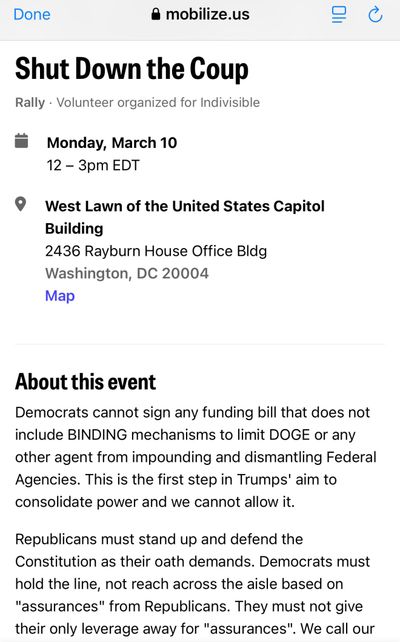 Done mobilize.us
Shut Down the Coup
Rally · Volunteer organized for Indivisible
Monday, March 10
12 – 3pm EDT
West Lawn of the United States Capitol
Building
2436 Rayburn House Office Bldg
Washington, DC 20004
Map
About this event
Democrats cannot sign any funding bill that does not
include BINDING mechanisms to limit DOGE or any
other agent from impounding and dismantling Federal
Agencies. This is the first step in Trumps' aim to
consolidate power and we cannot allow it.
Republicans must stand up and defend the
Constitution as their oath demands. Democrats must
hold the line, not reach across the aisle based on
"assurances" from Republicans. They must not give
their only leverage away for "assurances". We call our